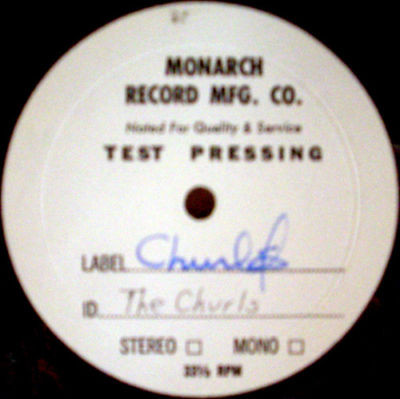 MONARCH
RECORD MFG. CO.
Noted For Quality & Service
TEST PRESSING
LABEL
ID. The Churls
STEREO □ MONO □
33⅓ RPM